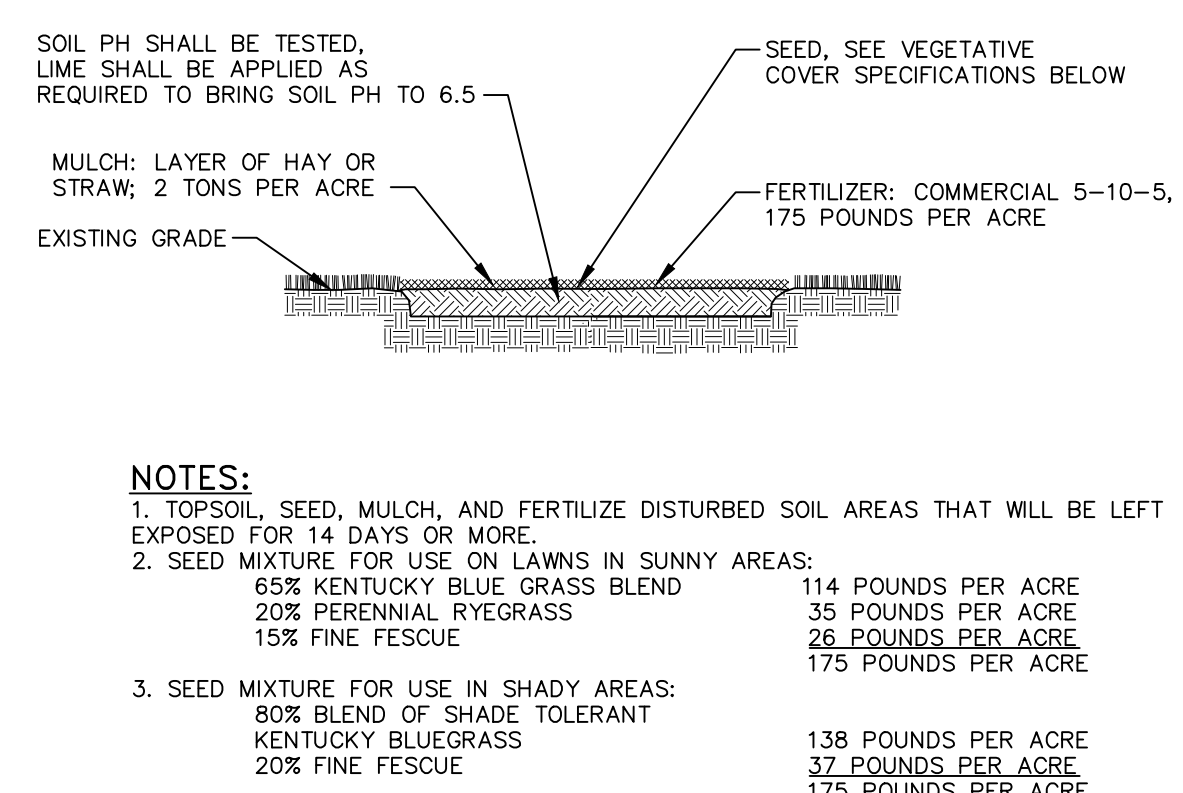 SOIL PH SHALL BE TESTED,
LIME SHALL BE APPLIED AS
REQUIRED TO BRING SOIL PH TO 6.5
SEED, SEE VEGETATIVE
COVER SPECIFICATIONS BELOW
MULCH: LAYER OF HAY OR
STRAW; 2 TONS PER ACRE
FERTILIZER: COMMERCIAL 5-10-5,
175 POUNDS PER ACRE
EXISTING GRADE
NOTES:
1. TOPSOIL, SEED, MULCH, AND FERTILIZE DISTURBED SOIL AREAS THAT WILL BE LEFT
EXPOSED FOR 14 DAYS OR MORE.
2. SEED MIXTURE FOR USE ON LAWNS IN SUNNY AREAS:
65% KENTUCKY BLUE GRASS BLEND 114 POUNDS PER ACRE
20% PERENNIAL RYEGRASS 35 POUNDS PER ACRE
15% FINE FESCUE 26 POUNDS PER ACRE
175 POUNDS PER ACRE
3. SEED MIXTURE FOR USE IN SHADY AREAS:
80% BLEND OF SHADE TOLERANT
KENTUCKY BLUEGRASS 138 POUNDS PER ACRE
20% FINE FESCUE 37 POUNDS PER ACRE
175 POUNDS PER ACRE